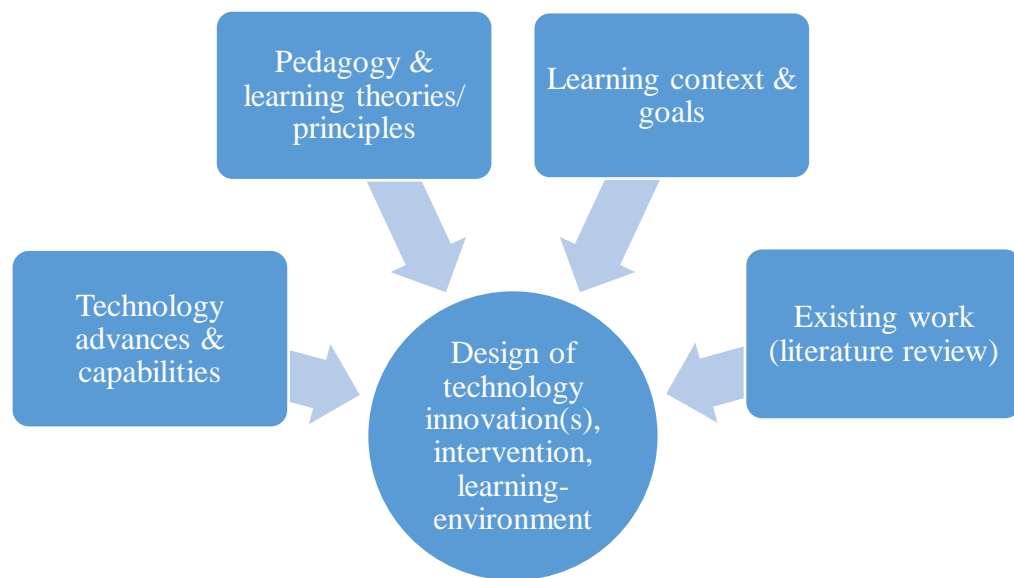 Pedagogy &
learning theories/
principles
Learning context &
goals
Technology
advances &
capabilities
Existing work
(literature review)
Design of
technology
innovation(s),
intervention,
learning-
environment